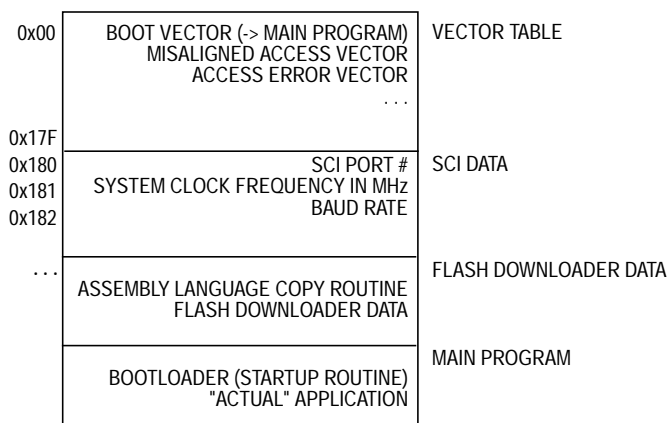 0x00 BOOT VECTOR (-> MAIN PROGRAM) VECTOR TABLE
MISALIGNED ACCESS VECTOR
ACCESS ERROR VECTOR
. . .
0x17F
0x180 SCI PORT # SCI DATA
0x181 SYSTEM CLOCK FREQUENCY IN MHz
0x182 BAUD RATE
. . . FLASH DOWNLOADER DATA
ASSEMBLY LANGUAGE COPY ROUTINE
FLASH DOWNLOADER DATA
MAIN PROGRAM
BOOTLOADER (STARTUP ROUTINE)
"ACTUAL" APPLICATION